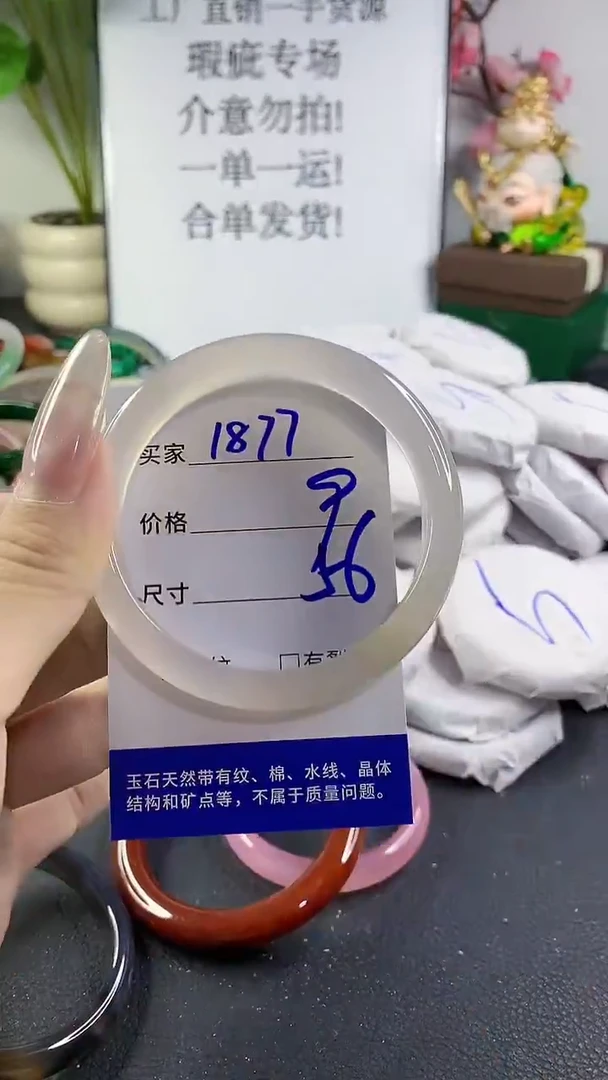 工厂直销一手货源
瑕疵专场
介意勿拍!
一单一运!
合单发货!
买家 1877
价格
尺寸 56
有裂
玉石天然带有纹、棉、水线、晶体
结构和矿点等，不属于质量问题。
5